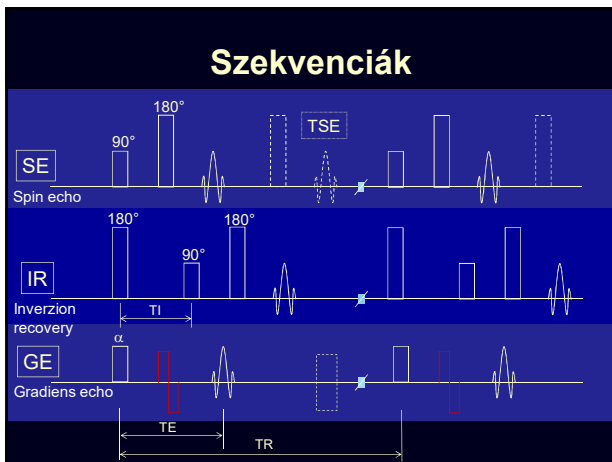 Szekvenciák
180°
90°
TSE
SE
Spin echo
180°
180°
90°
IR
TI
Inverzion
recovery
α
GE
Gradiens echo
TE
TR